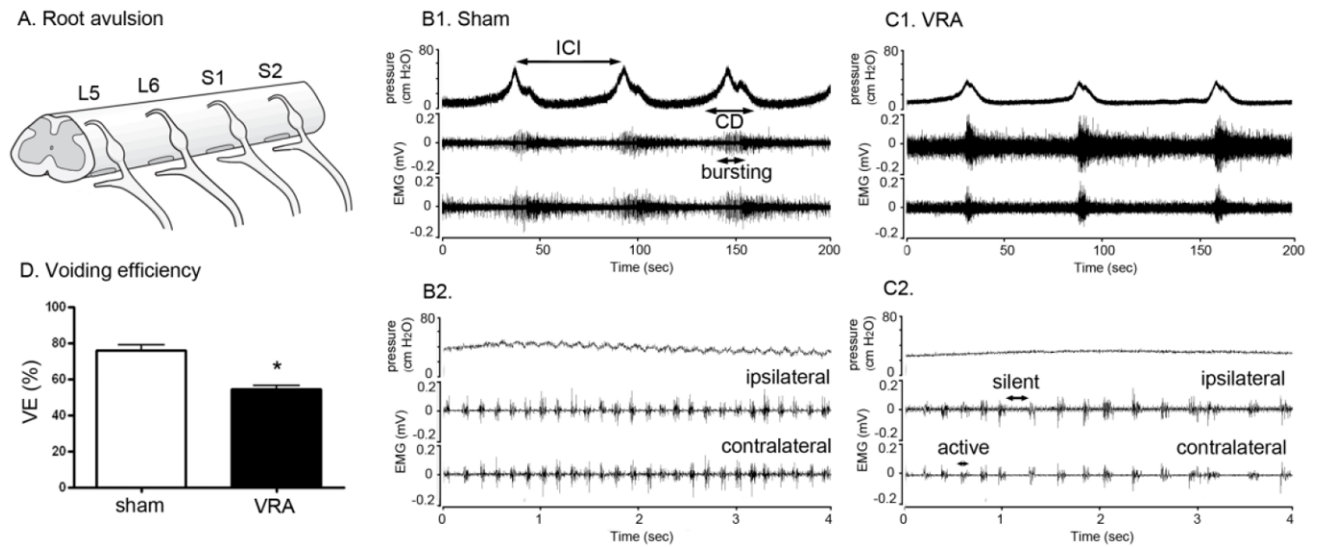 A. Root avulsion
L5 L6 S1 S2
B1. Sham
ICI
80
0
pressure
(cm H2O)
CD
0.2
0
-0.2
bursting
EMG (mV)
0.2
0
-0.2
0 50 100 150 200
Time (sec)
C1. VRA
80
0
pressure
(cm H2O)
0.2
0
-0.2
EMG (mV)
0.2
0
-0.2
0 50 100 150 200
Time (sec)
D. Voiding efficiency
100
80
60
40
20
0
VE (%)
*
sham VRA
B2.
80
0
pressure
(cm H2O)
ipsilateral
0.2
0
-0.2
EMG (mV)
contralateral
0.2
0
-0.2
0 1 2 3 4
Time (sec)
C2.
80
0
pressure
(cm H2O)
silent ipsilateral
0.2
0
-0.2
EMG (mV)
active contralateral
0.2
0
-0.2
0 1 2 3 4
Time (sec)